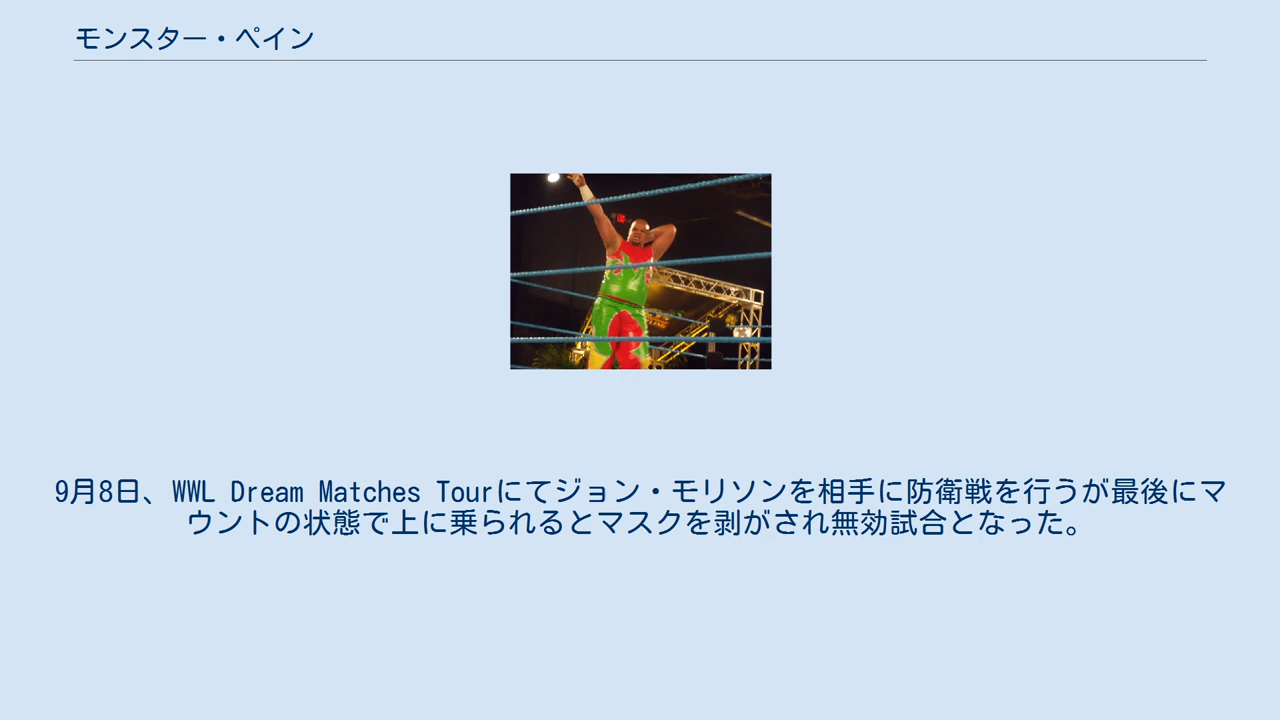 モンスター・ペイン
9月8日、WWL Dream Matches Tourにてジョン・モリソンを相手に防衛戦を行うが最後にマ
ウントの状態で上に乗られるとマスクを剥がされ無効試合となった。